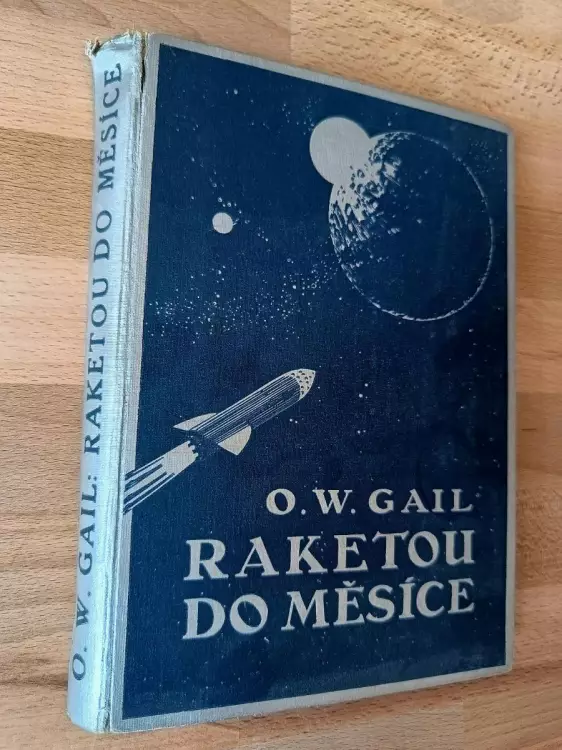 O. W. GAIL: RAKETOU DO MĚSÍCE
O. W. GAIL
RAKETOU
DO MĚSÍCE